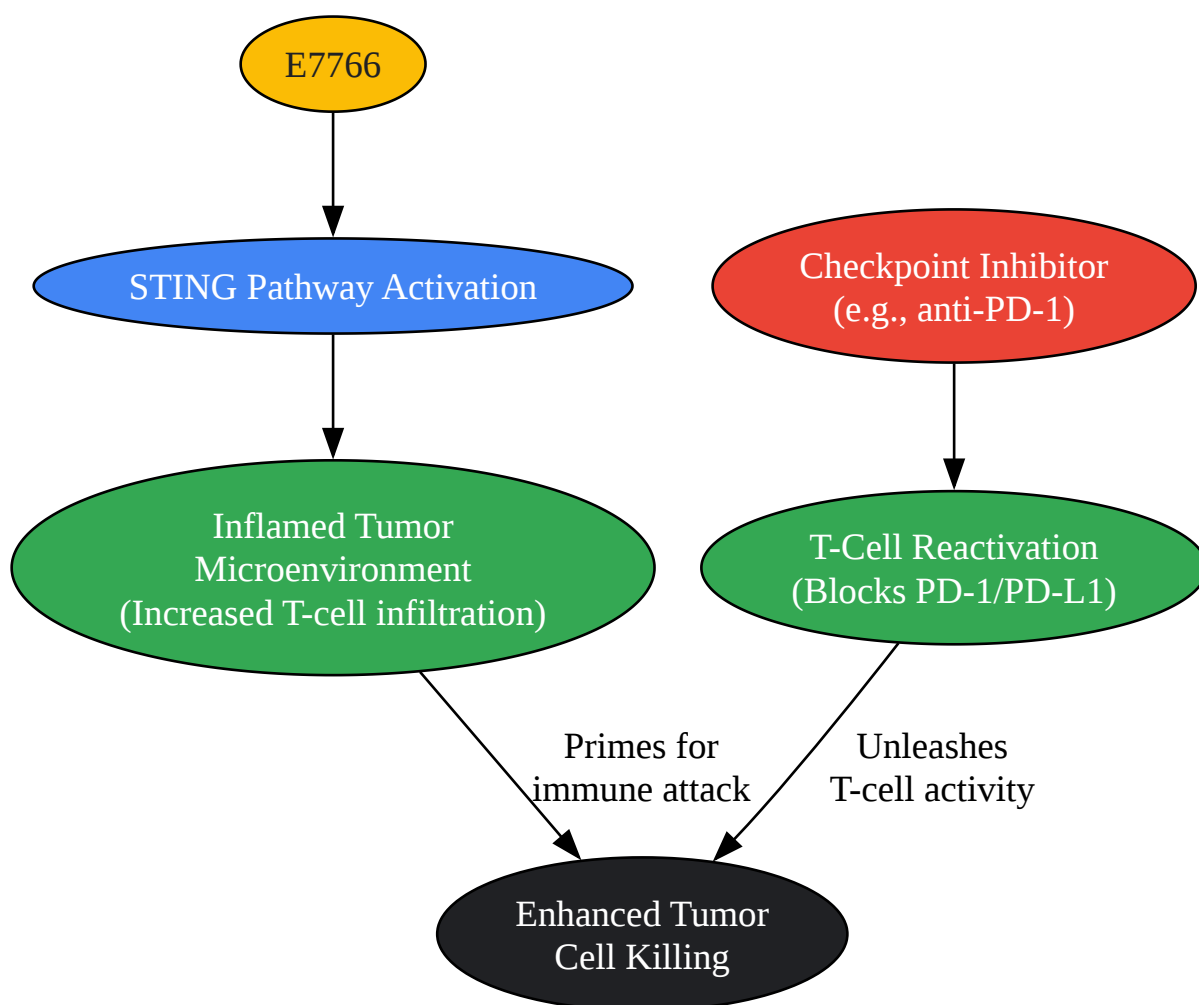 E7766
STING Pathway Activation
Checkpoint Inhibitor
(e.g., anti-PD-1)
Inflamed Tumor
Microenvironment
(Increased T-cell infiltration)
T-Cell Reactivation
(Blocks PD-1/PD-L1)
Primes for
immune attack
Unleashes
T-cell activity
Enhanced Tumor
Cell Killing